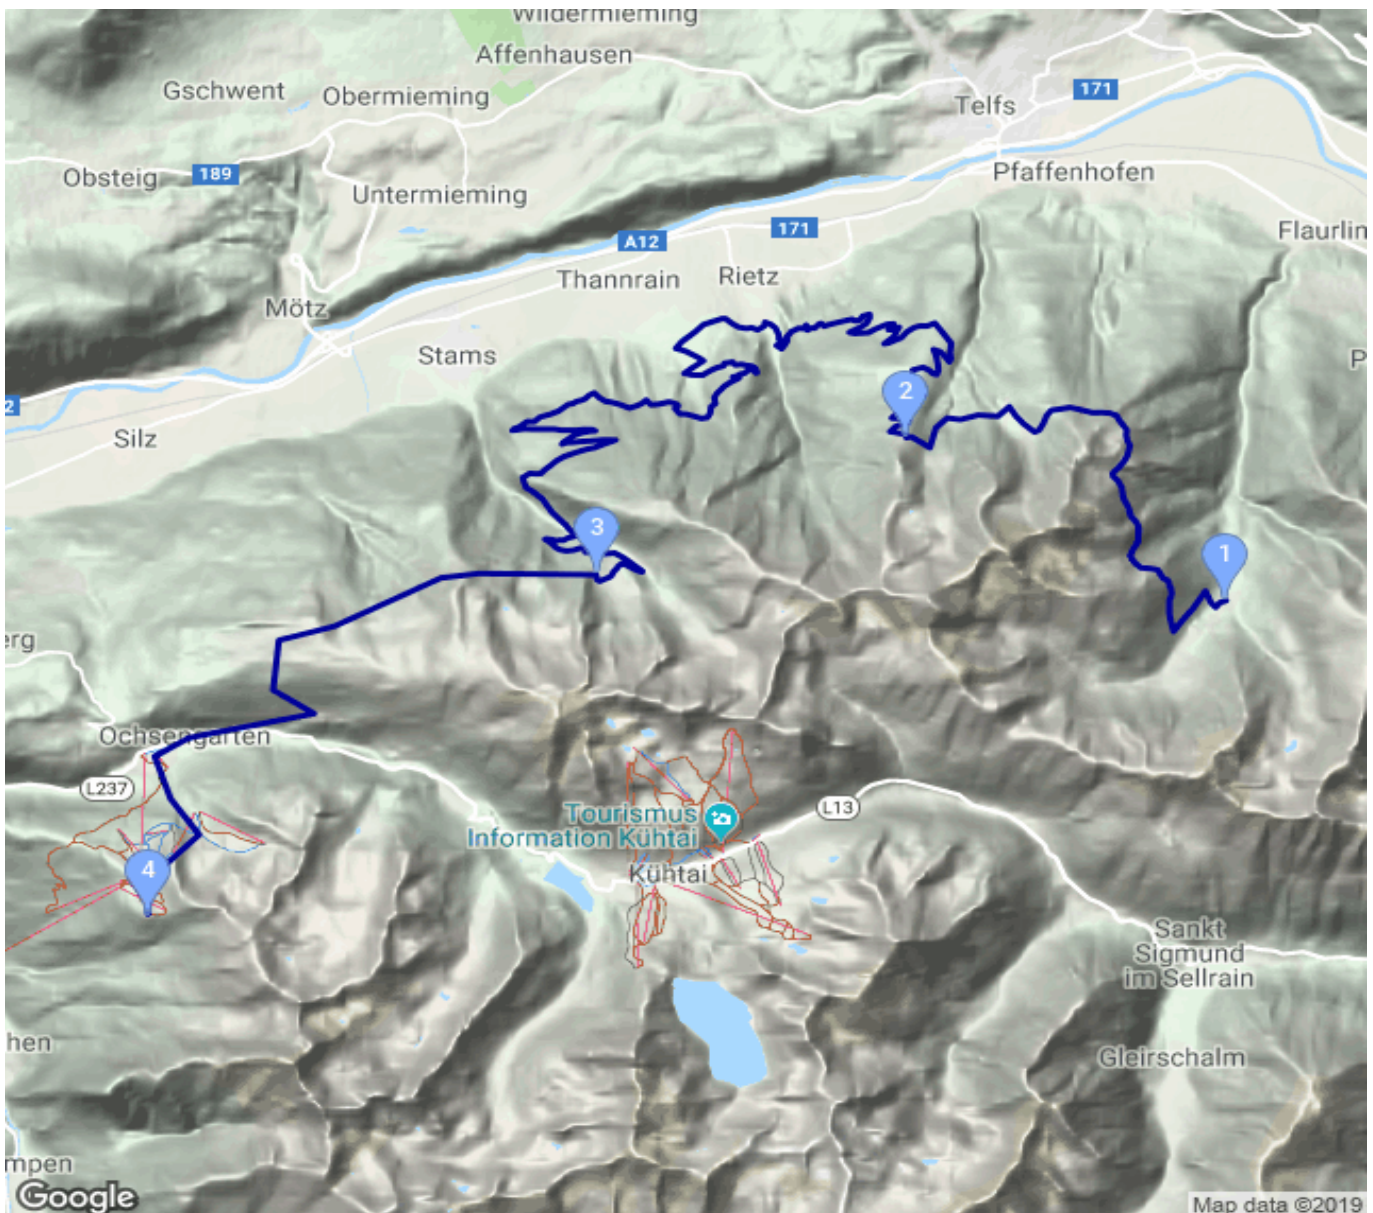 Wildermieming
Affenhausen
Gschwent
Obermieming
171
Telfs
Obsteig
189
Untermieming
Pfaffenhofen
A12
171
Flaurlin
Thannrain
Rietz
Mötz
Stams
P
2
Silz
2
3
1
erg
Ochsengarten
L237
Tourismus
Information Kühtai
L13
4
Kühtai
Sankt
Sigmund
im Sellrain
hen
Gleirschalm
mpen
Google
Map data ©2019